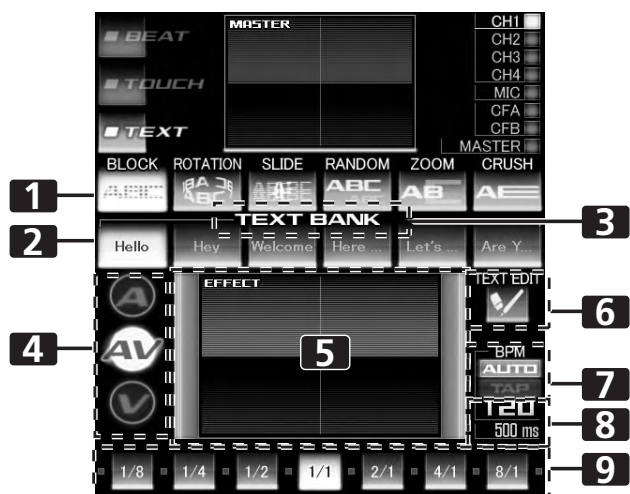 BEAT
MASTER
CH1
CH2
TOUCH
CH3
CH4
MIC
CFA
TEXT
CFB
MASTER
BLOCK ROTATION SLIDE RANDOM ZOOM CRUSH
1
ABC ABC AB
2
TEXT BANK
3
Hello Hey Welcome Here ... Let's ... Are Y...
EFFECT
TEXT EDIT
A
6
4
AV
5
BPM
AUTO
7
TAP
V
120
8
500 ms
1/8 1/4 1/2 1/1 2/1 4/1 8/1
9